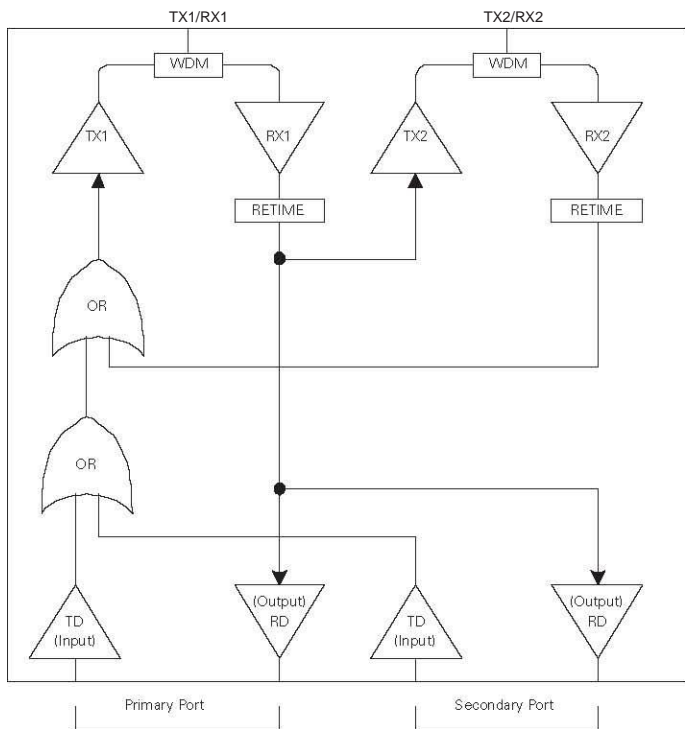 TX1/RX1
TX2/RX2
WDM
WDM
TX1
RX1
TX2
RX2
RETIME
RETIME
OR
OR
TD
(Input)
(Output)
RD
TD
(Input)
(Output)
RD
Primary Port
Secondary Port